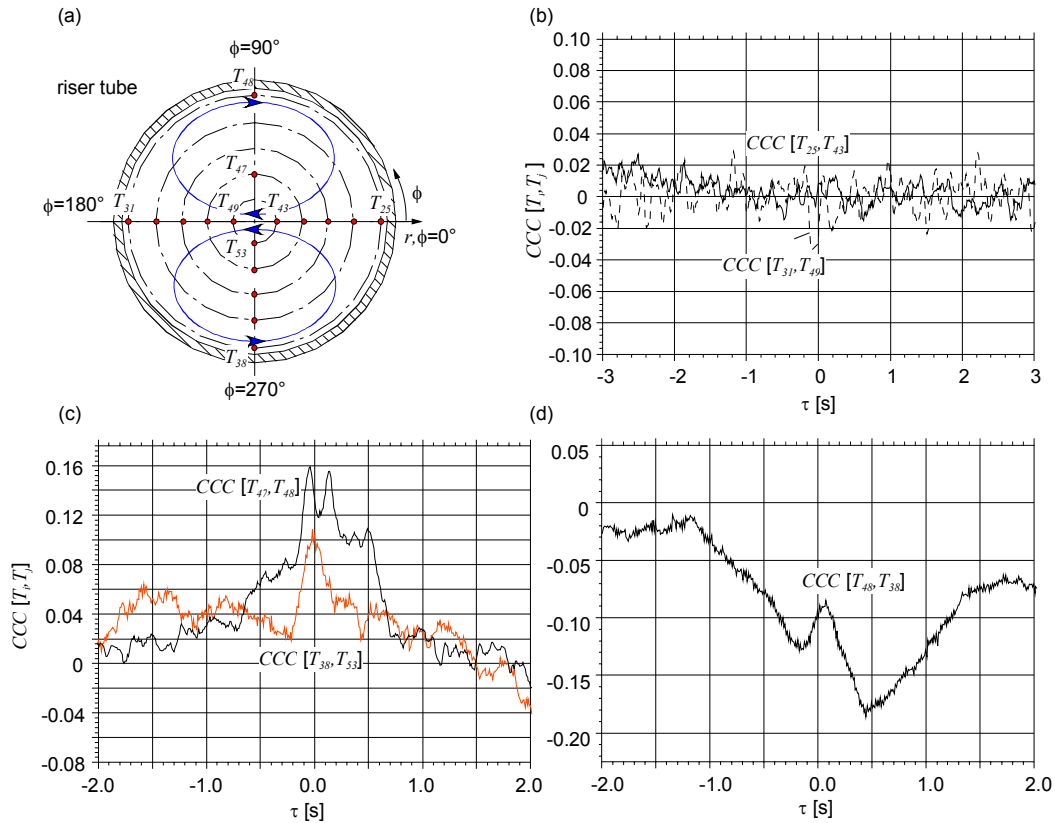 (a)
ϕ=90°
T48
riser tube
T47
ϕ
T31
T49
T43
T25
ϕ=180°
r,ϕ=0°
T53
T38
ϕ=270°
(b)
0.10
0.08
0.06
0.04
0.02
0
-0.02
-0.04
-0.06
-0.08
-0.10
CCC [Ti,Tj]
CCC [T25,T43]
CCC [T31,T49]
-3
-2
-1
0
1
2
3
τ [s]
(c)
0.16
0.12
0.08
0.04
0
-0.04
-0.08
CCC [Ti,Tj]
CCC [T47,T48]
CCC [T38,T53]
-2.0
-1.0
0.0
1.0
2.0
τ [s]
(d)
0.05
0
-0.05
-0.10
-0.15
-0.20
CCC [T48,T38]
-2.0
-1.0
0.0
1.0
2.0
τ [s]